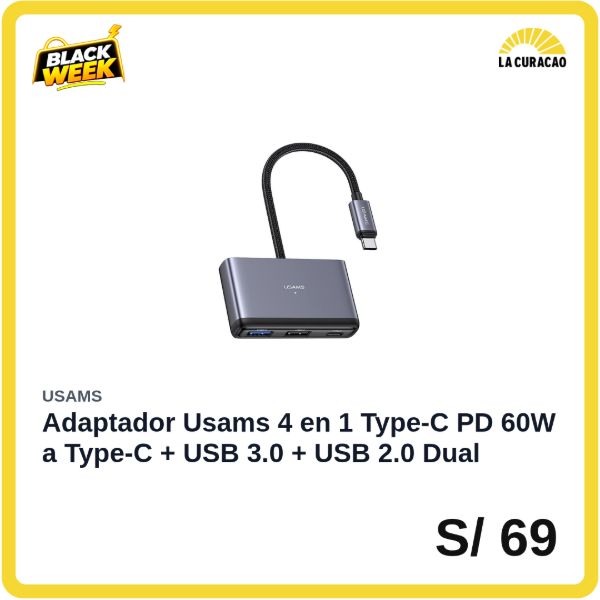 BLACK
WEEK
LA CURACAO
USAMS
USAMS
Adaptador Usams 4 en 1 Type-C PD 60W
a Type-C + USB 3.0 + USB 2.0 Dual
S/ 69